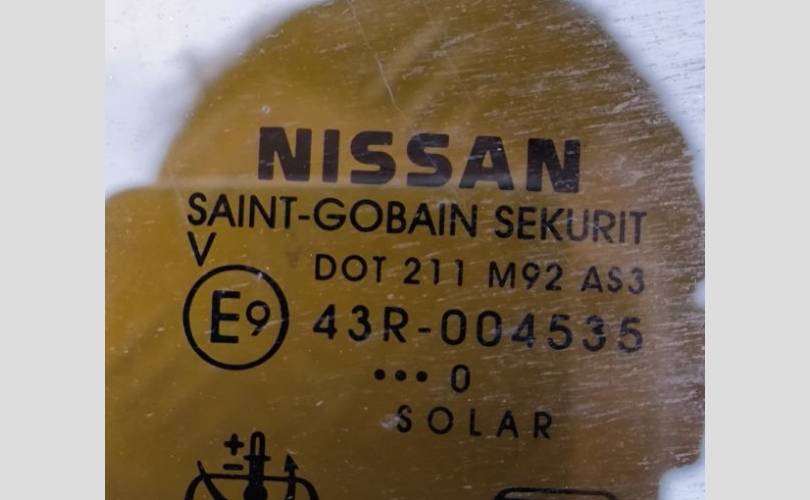 NISSAN
SAINT-GOBAIN SEKURIT
V
DOT 211 M92 AS3
E9 43R-004535
••• 0
SOLAR
+
−